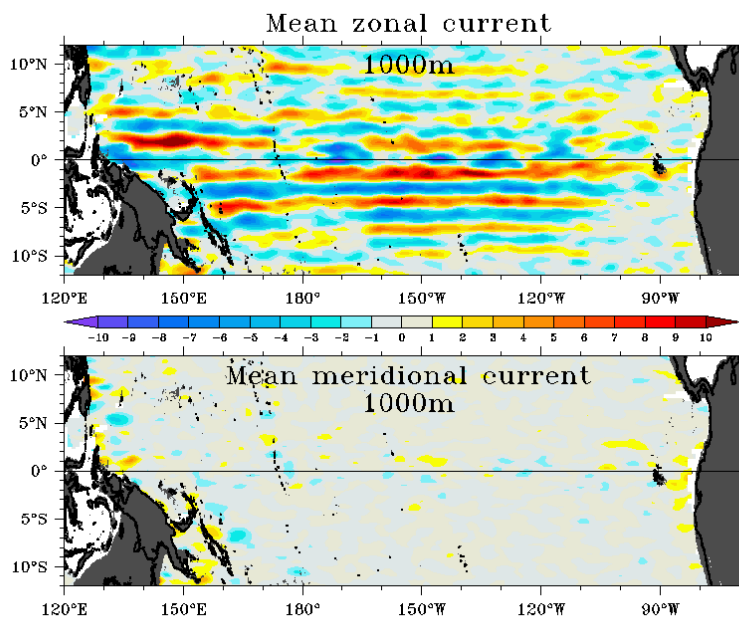 Mean zonal current
1000m
10°N
5°N
0°
5°S
10°S
120°E
150°E
180°
150°W
120°W
90°W
-10 -9 -8 -7 -6 -5 -4 -3 -2 -1 0 1 2 3 4 5 6 7 8 9 10
Mean meridional current
1000m
10°N
5°N
0°
5°S
10°S
120°E
150°E
180°
150°W
120°W
90°W